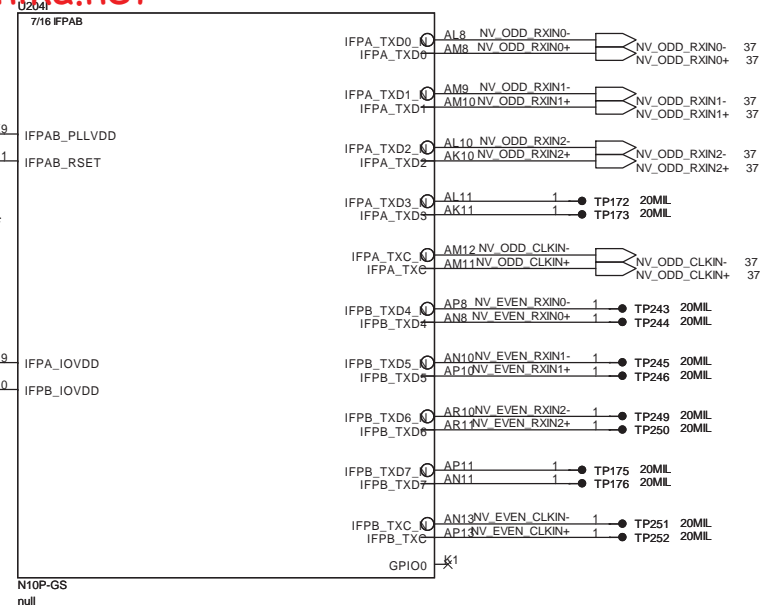 U204I
7/16 IFPAB
IFPA_TXD0_N AL8 NV_ODD_RXIN0- NV_ODD_RXIN0- 37
IFPA_TXD0 AM8 NV_ODD_RXIN0+ NV_ODD_RXIN0+ 37
IFPA_TXD1_N AM9 NV_ODD_RXIN1- NV_ODD_RXIN1- 37
IFPA_TXD1 AM10 NV_ODD_RXIN1+ NV_ODD_RXIN1+ 37
9 IFPAB_PLLVDD
IFPA_TXD2_N AL10 NV_ODD_RXIN2- NV_ODD_RXIN2- 37
1 IFPAB_RSET IFPA_TXD2 AK10 NV_ODD_RXIN2+ NV_ODD_RXIN2+ 37
IFPA_TXD3_N AL11 1 TP172 20MIL
IFPA_TXD3 AK11 1 TP173 20MIL
IFPA_TXC_N AM12 NV_ODD_CLKIN- NV_ODD_CLKIN- 37
IFPA_TXC AM11 NV_ODD_CLKIN+ NV_ODD_CLKIN+ 37
IFPB_TXD4_N AP8 NV_EVEN_RXIN0- 1 TP243 20MIL
IFPB_TXD4 AN8 NV_EVEN_RXIN0+ 1 TP244 20MIL
9 IFPA_IOVDD IFPB_TXD5_N AN10 NV_EVEN_RXIN1- 1 TP245 20MIL
IFPB_TXD5 AP10 NV_EVEN_RXIN1+ 1 TP246 20MIL
0 IFPB_IOVDD
IFPB_TXD6_N AR10 NV_EVEN_RXIN2- 1 TP249 20MIL
IFPB_TXD6 AR11 NV_EVEN_RXIN2+ 1 TP250 20MIL
IFPB_TXD7_N AP11 1 TP175 20MIL
IFPB_TXD7 AN11 1 TP176 20MIL
IFPB_TXC_N AN13 NV_EVEN_CLKIN- 1 TP251 20MIL
IFPB_TXC AP13 NV_EVEN_CLKIN+ 1 TP252 20MIL
GPIO0 K1
N10P-GS
null